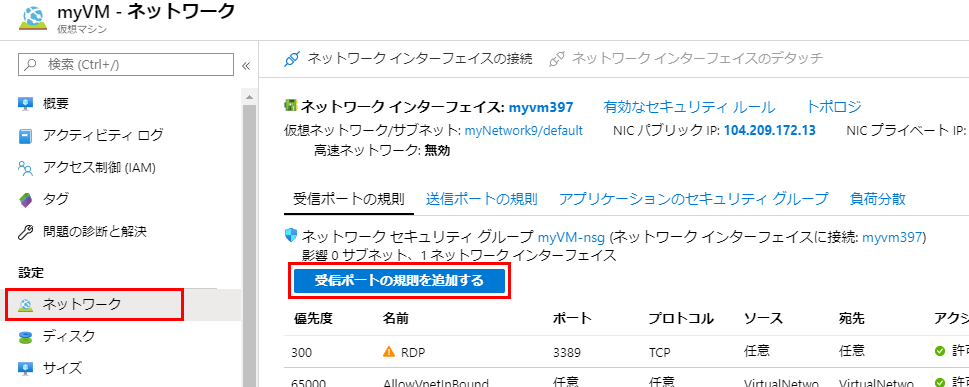 myVM - ネットワーク
仮想マシン
検索 (Ctrl+/)
«
ネットワーク インターフェイスの接続
ネットワーク インターフェイスのデタッチ
概要
アクティビティ ログ
アクセス制御 (IAM)
タグ
問題の診断と解決
設定
ネットワーク
ディスク
サイズ
ネットワーク インターフェイス: myvm397 有効なセキュリティ ルール トポロジ
仮想ネットワーク/サブネット: myNetwork9/default NIC パブリック IP: 104.209.172.13 NIC プライベート IP:
高速ネットワーク: 無効
受信ポートの規則 送信ポートの規則 アプリケーションのセキュリティ グループ 負荷分散
ネットワーク セキュリティ グループ myVM-nsg (ネットワーク インターフェイスに接続: myvm397)
影響 0 サブネット、1 ネットワーク インターフェイス
受信ポートの規則を追加する
優先度 名前 ポート プロトコル ソース 宛先 アクシ
300 RDP 3389 TCP 任意 任意 許
65000 AllowVnetInBound 任意 任意 VirtualNetwo VirtualNetwo 許